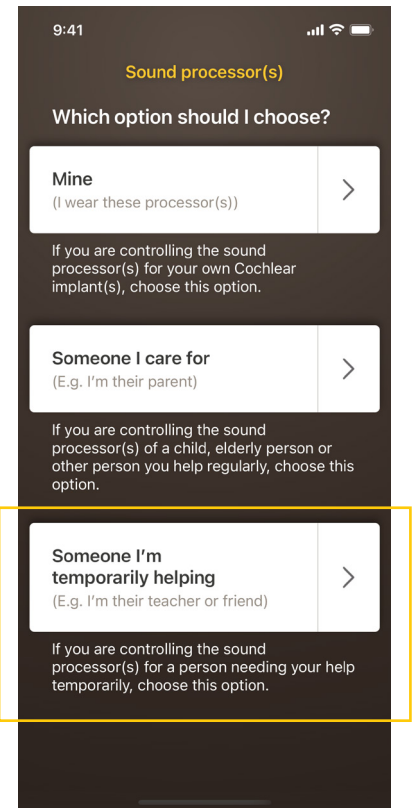 9:41
Sound processor(s)
Which option should I choose?
Mine
(I wear these processor(s))
If you are controlling the sound
processor(s) for your own Cochlear
implant(s), choose this option.
Someone I care for
(E.g. I'm their parent)
If you are controlling the sound
processor(s) of a child, elderly person or
other person you help regularly, choose this
option.
Someone I'm
temporarily helping
(E.g. I'm their teacher or friend)
If you are controlling the sound
processor(s) for a person needing your help
temporarily, choose this option.